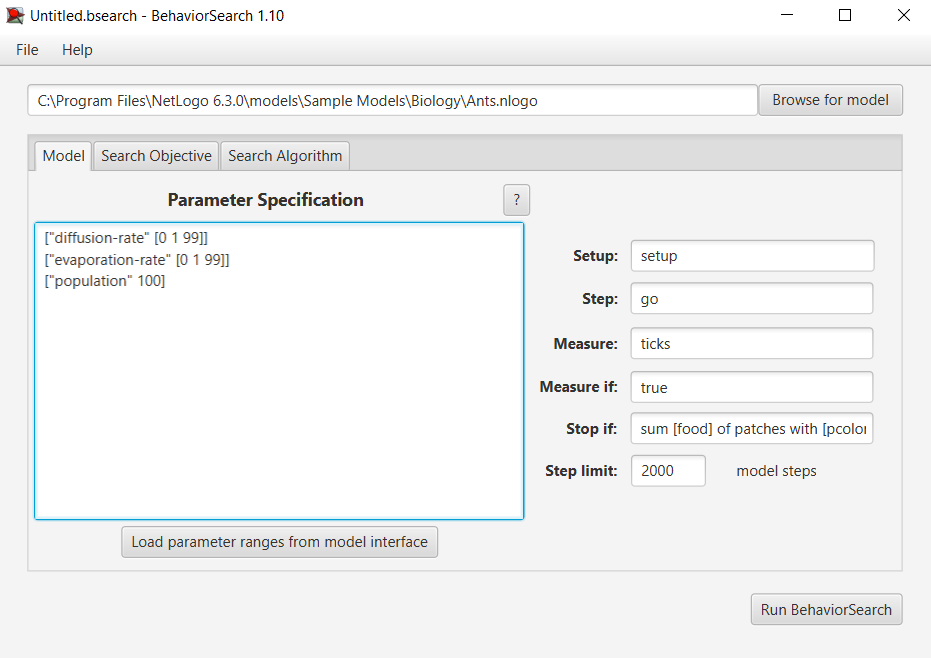 Untitled.bsearch - BehaviorSearch 1.10
File Help
C:\Program Files\NetLogo 6.3.0\models\Sample Models\Biology\Ants.nlogo
Browse for model
Model Search Objective Search Algorithm
Parameter Specification
?
["diffusion-rate" [0 1 99]]
["evaporation-rate" [0 1 99]]
["population" 100]
Load parameter ranges from model interface
Setup: setup
Step: go
Measure: ticks
Measure if: true
Stop if: sum [food] of patches with [pcolor
Step limit: 2000 model steps
Run BehaviorSearch